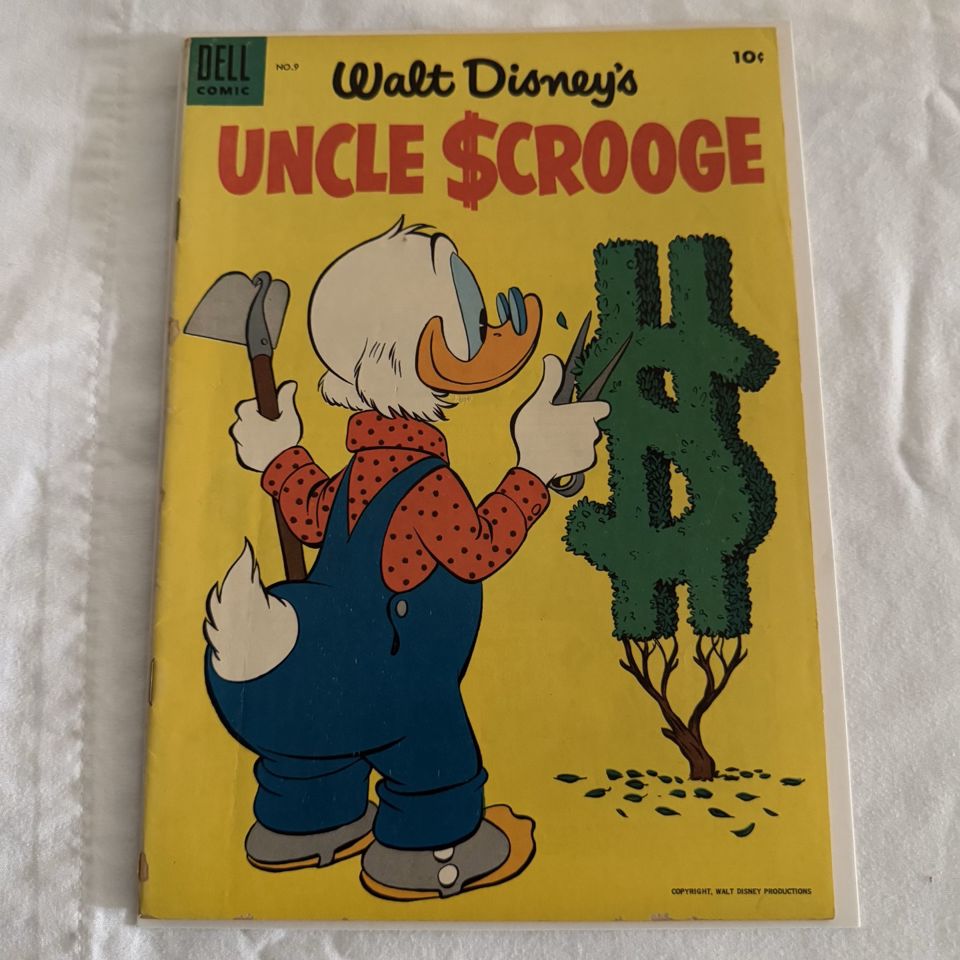 DELL
COMIC
NO.9
Walt Disney's
10¢
UNCLE $CROOGE
COPYRIGHT, WALT DISNEY PRODUCTIONS